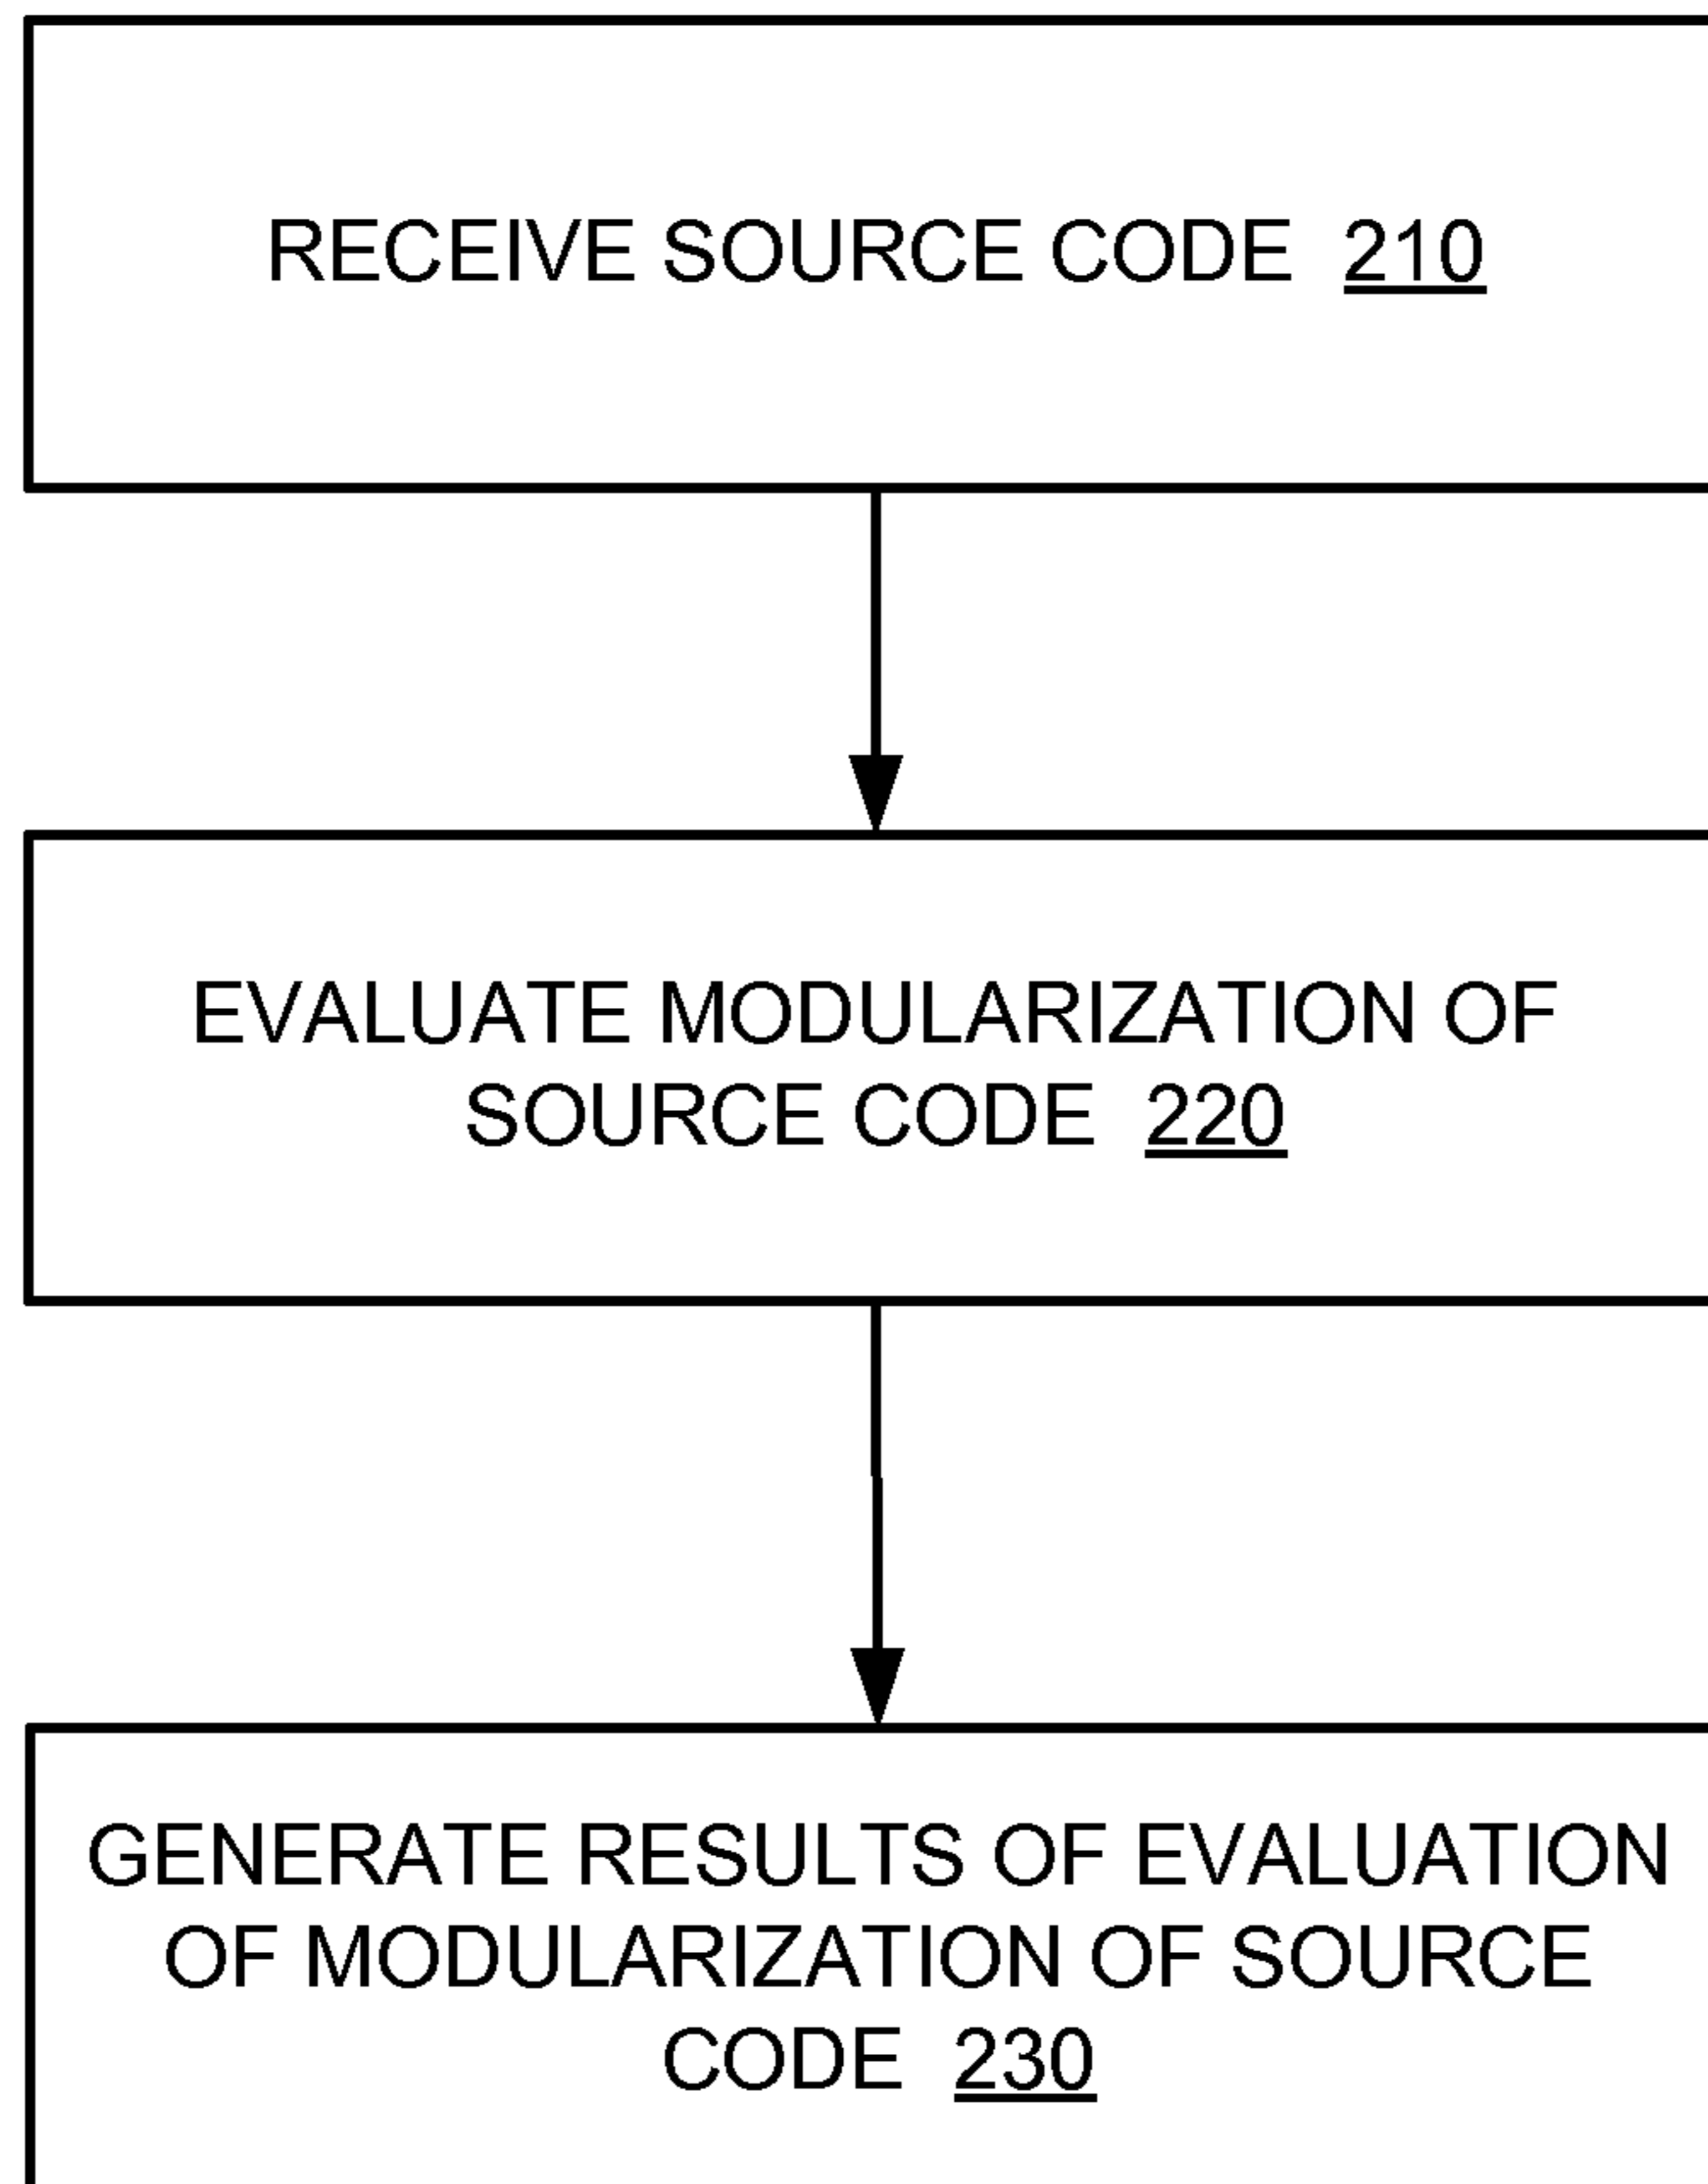 RECEIVE SOURCE CODE 210
EVALUATE MODULARIZATION OF
SOURCE CODE 220
GENERATE RESULTS OF EVALUATION
OF MODULARIZATION OF SOURCE
CODE 230